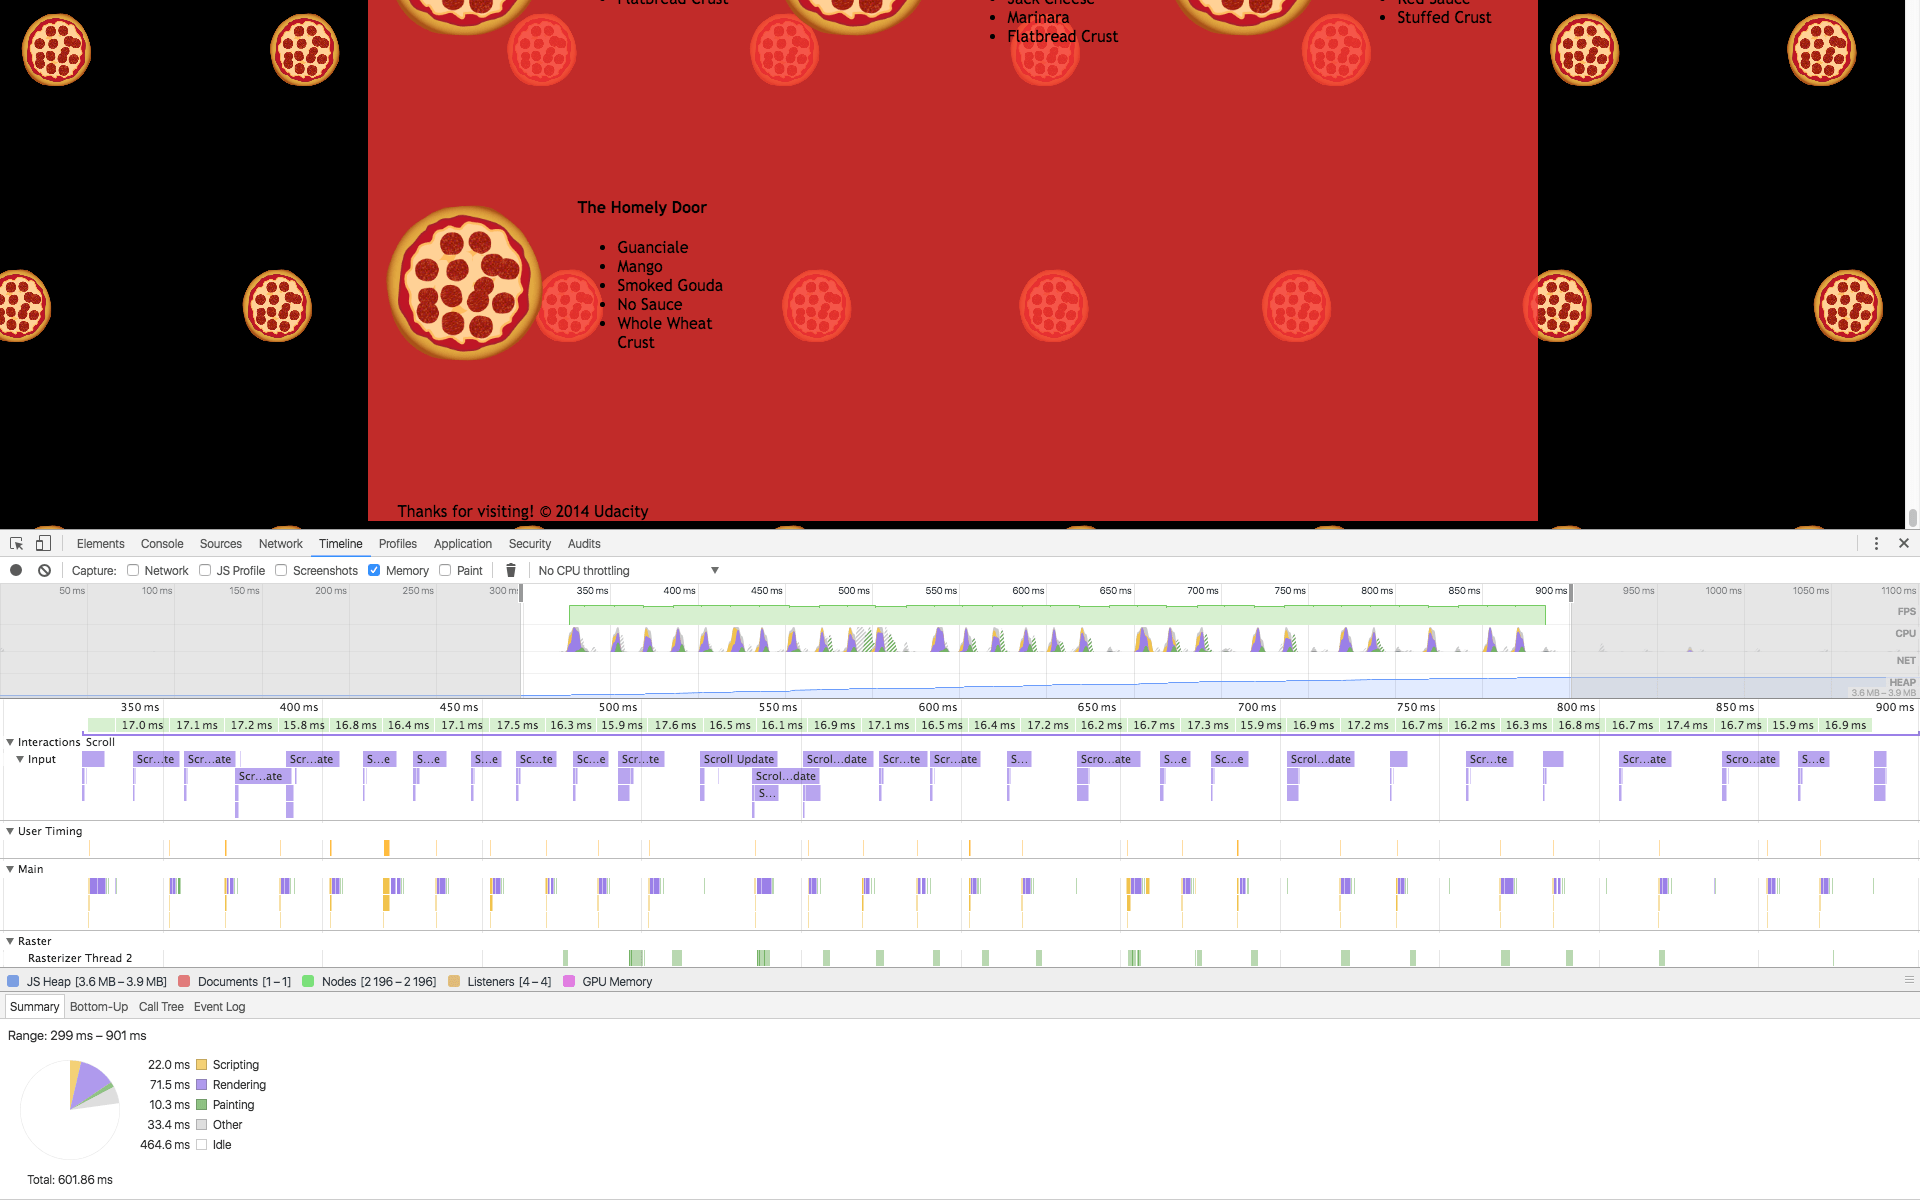 Flatbread Crust
Jack Cheese
Marinara
Flatbread Crust
Red Sauce
Stuffed Crust
The Homely Door
Guanciale
Mango
Smoked Gouda
No Sauce
Whole Wheat
Crust
Thanks for visiting! © 2014 Udacity
Elements Console Sources Network Timeline Profiles Application Security Audits
Capture: Network JS Profile Screenshots Memory Paint No CPU throttling
50 ms 100 ms 150 ms 200 ms 250 ms 300 ms 350 ms 400 ms 450 ms 500 ms 550 ms 600 ms 650 ms 700 ms 750 ms 800 ms 850 ms 900 ms 950 ms 1000 ms 1050 ms 1100 ms
FPS
CPU
NET
HEAP
3.6 MB – 3.9 MB
350 ms 400 ms 450 ms 500 ms 550 ms 600 ms 650 ms 700 ms 750 ms 800 ms 850 ms 900 ms
17.0 ms 17.1 ms 17.2 ms 15.8 ms 16.8 ms 16.4 ms 17.1 ms 17.5 ms 16.3 ms 15.9 ms 17.6 ms 16.5 ms 16.1 ms 16.9 ms 17.1 ms 16.5 ms 16.4 ms 17.2 ms 16.2 ms 16.7 ms 17.3 ms 15.9 ms 16.9 ms 17.2 ms 16.7 ms 16.2 ms 16.3 ms 16.8 ms 16.7 ms 17.4 ms 16.7 ms 15.9 ms 16.9 ms
Interactions Scroll
Input Scr...te Scr...ate Scr...ate S...e S...e S...e Sc...te Sc...e Scr...te Scroll Update Scrol...date Scr...te Scr...ate S... Scro...ate S...e Sc...e Scrol...date Scr...te Scr...ate Scro...ate S...e
Scr...ate Scrol...date
S...
User Timing
Main
Raster
Rasterizer Thread 2
JS Heap [3.6 MB – 3.9 MB] Documents [1 – 1] Nodes [2 196 – 2 196] Listeners [4 – 4] GPU Memory
Summary Bottom-Up Call Tree Event Log
Range: 299 ms – 901 ms
22.0 ms Scripting
71.5 ms Rendering
10.3 ms Painting
33.4 ms Other
464.6 ms Idle
Total: 601.86 ms